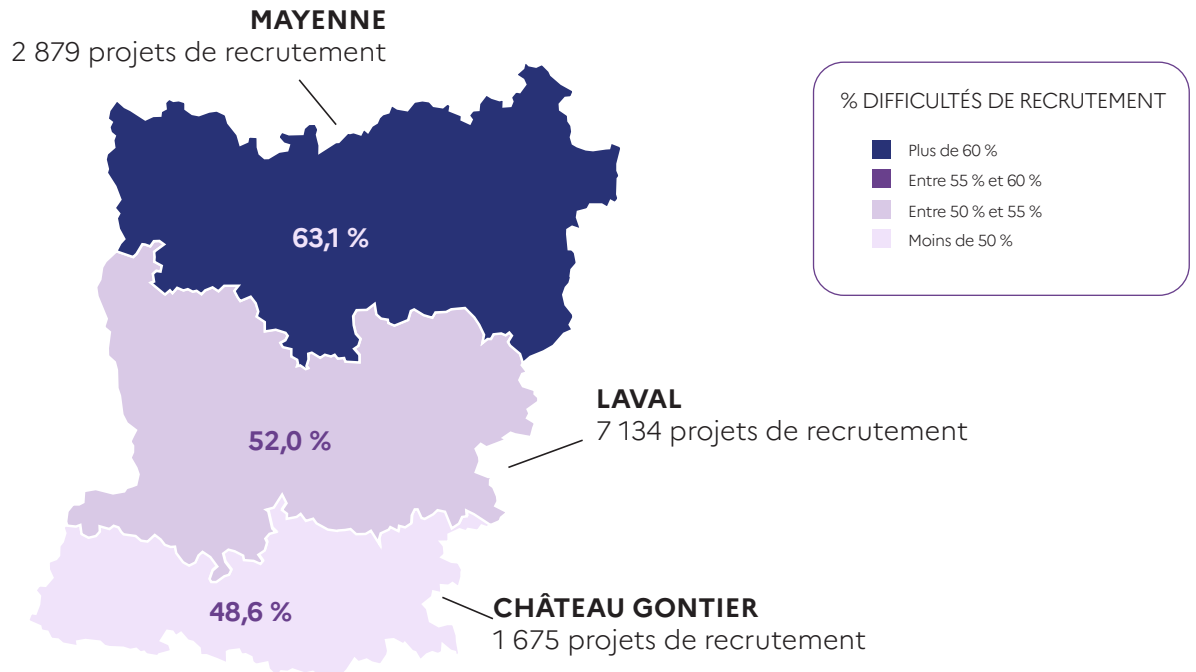 MAYENNE
2 879 projets de recrutement
% DIFFICULTÉS DE RECRUTEMENT
Plus de 60 %
Entre 55 % et 60 %
Entre 50 % et 55 %
Moins de 50 %
63,1 %
LAVAL
7 134 projets de recrutement
52,0 %
CHÂTEAU GONTIER
1 675 projets de recrutement
48,6 %